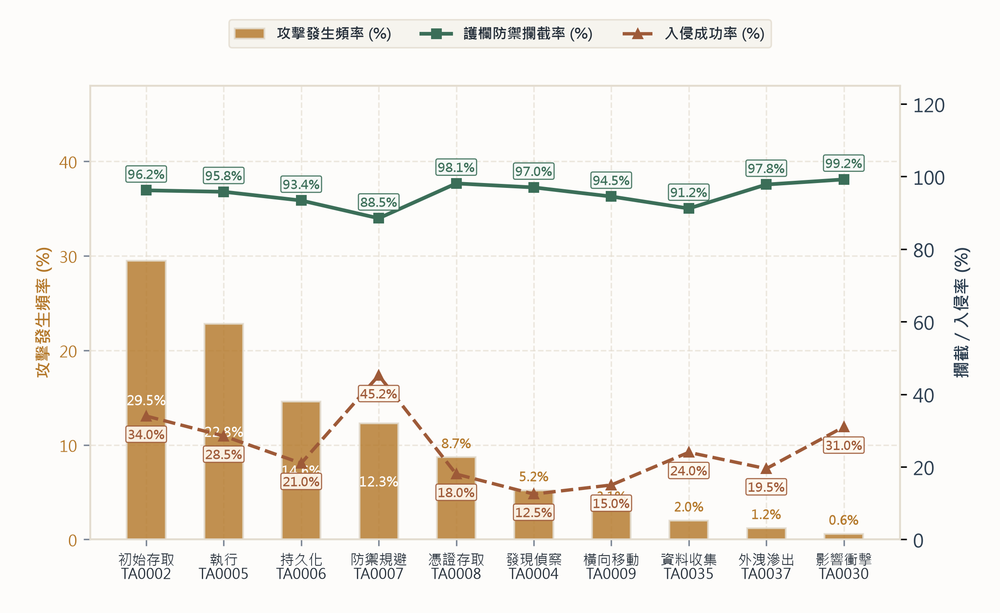 攻擊發生頻率 (%)
護欄防禦攔截率 (%)
入侵成功率 (%)
攻擊發生頻率 (%)
40
30
20
10
0
攔截 / 入侵率 (%)
120
100
80
60
40
20
0
96.2%
95.8%
93.4%
88.5%
98.1%
97.0%
94.5%
91.2%
97.8%
99.2%
29.5%
22.8%
14.6%
12.3%
8.7%
5.2%
3.1%
2.0%
1.2%
0.6%
34.0%
28.5%
21.0%
45.2%
18.0%
12.5%
15.0%
24.0%
19.5%
31.0%
初始存取
TA0002
執行
TA0005
持久化
TA0006
防禦規避
TA0007
憑證存取
TA0008
發現偵察
TA0004
橫向移動
TA0009
資料收集
TA0035
外洩滲出
TA0037
影響衝擊
TA0030